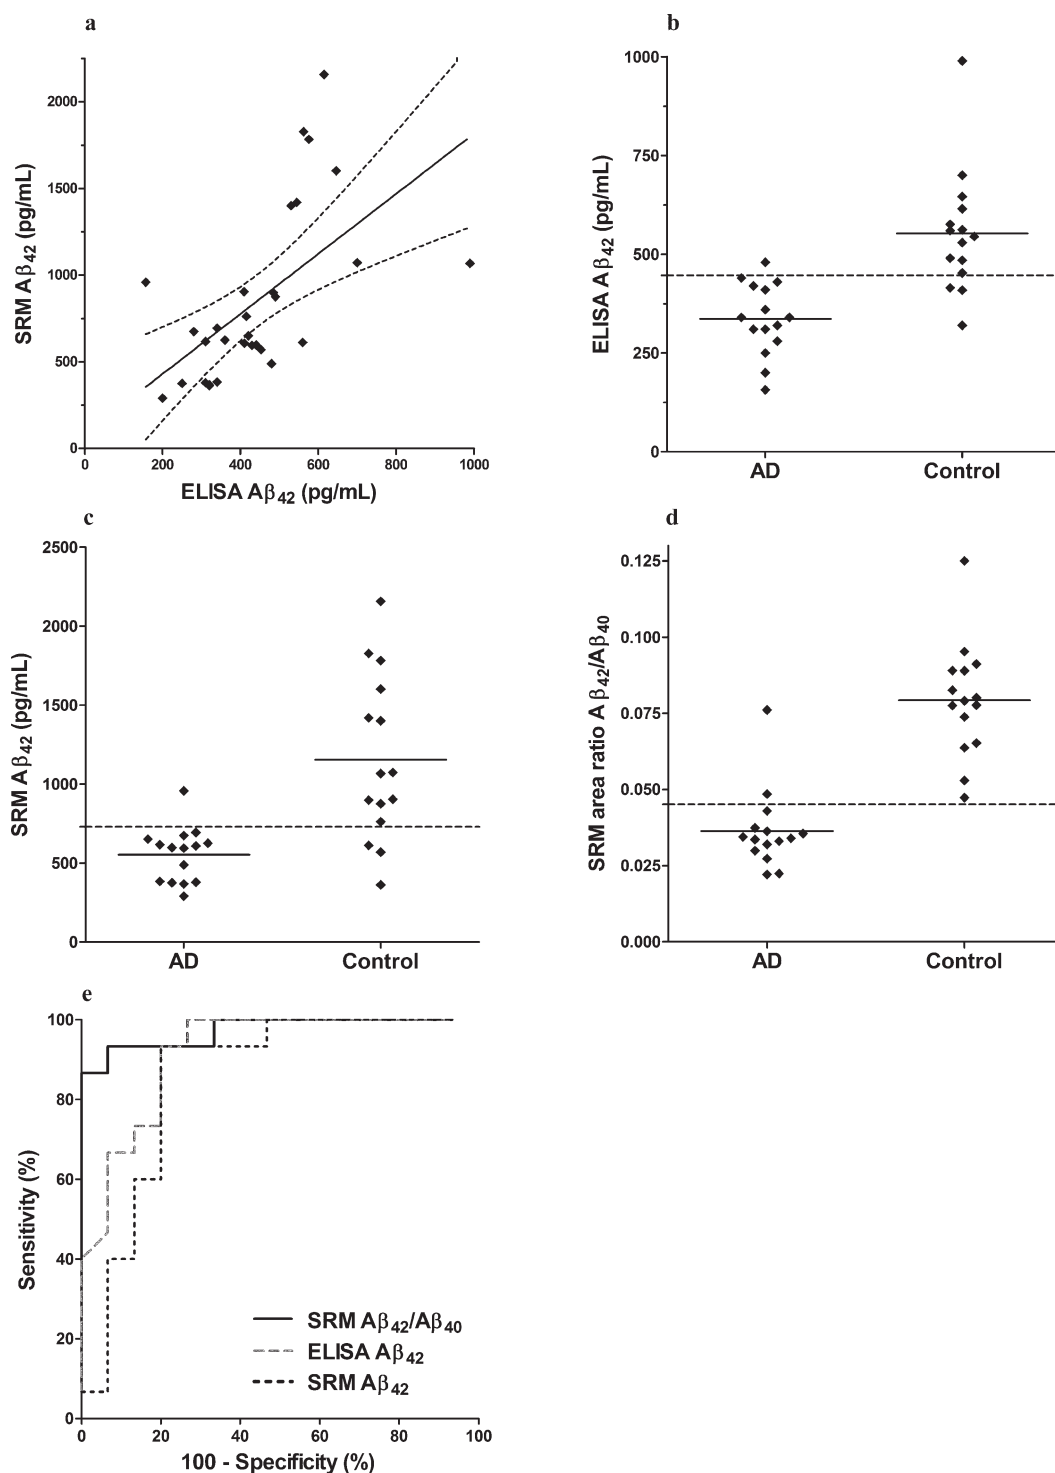 a
SRM Aβ42 (pg/mL)
2000
1500
1000
500
0
0 200 400 600 800 1000
ELISA Aβ42 (pg/mL)
b
ELISA Aβ42 (pg/mL)
1000
750
500
250
0
AD Control
c
SRM Aβ42 (pg/mL)
2500
2000
1500
1000
500
0
AD Control
d
SRM area ratio Aβ42/Aβ40
0.125
0.100
0.075
0.050
0.025
0.000
AD Control
e
Sensitivity (%)
100
80
60
40
20
0
SRM Aβ42/Aβ40
ELISA Aβ42
SRM Aβ42
0 20 40 60 80 100
100 - Specificity (%)